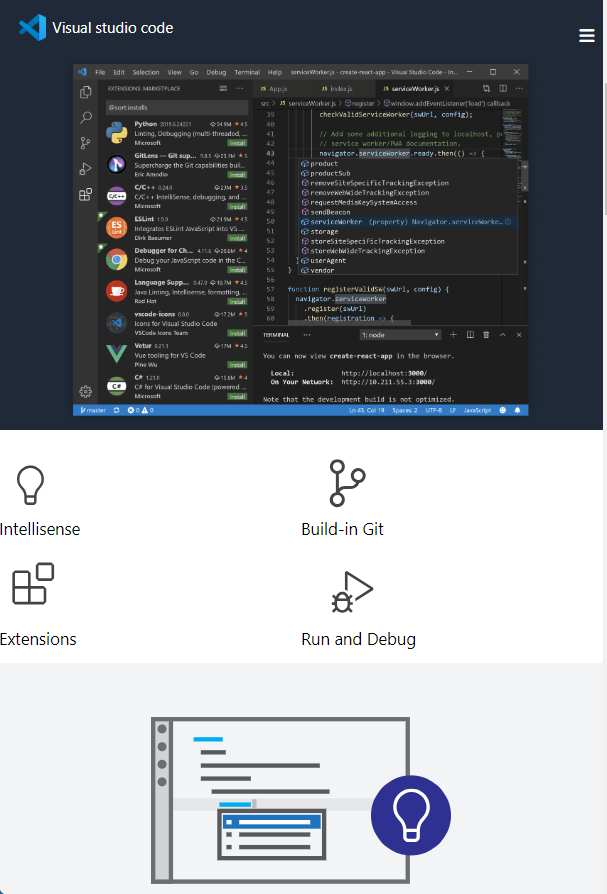 Visual studio code
File Edit Selection View Go Debug Terminal Help serviceWorker.js - create-react-app - Visual Studio Code - In...
EXTENSIONS: MARKETPLACE
@sort:installs
Python 2019.6.24221 54.9M 4.5
Linting, Debugging (multi-threaded, ...
Microsoft Install
GitLens — Git sup... 9.8.5 23.1M 5
Supercharge the Git capabilities buil...
Eric Amodio Install
C/C++ 0.24.0 23M 3.5
C/C++ IntelliSense, debugging, and ...
Microsoft Install
ESLint 1.9.0 21.9M 4.5
Integrates ESLint JavaScript into VS ...
Dirk Baeumer Install
Debugger for Ch... 4.11.6 20.6M 4
Debug your JavaScript code in the C...
Microsoft Install
Language Supp... 0.47.0 18.7M 4.5
Java Linting, Intellisense, formatting, ...
Red Hat Install
vscode-icons 8.8.0 17.2M 5
Icons for Visual Studio Code
VSCode Icons Team Install
Vetur 0.21.1 17M 4.5
Vue tooling for VS Code
Pine Wu Install
C# 1.21.0 15.6M 4
C# for Visual Studio Code (powered ...
Microsoft Install
App.js index.js serviceWorker.js
src > serviceWorker.js > register > window.addEventListener('load') callback
39 checkValidServiceWorker(swUrl, config);
40
41 // Add some additional logging to localhost, p
42 // service worker/PWA documentation.
43 navigator.serviceWorker.ready.then(() => {
44 product
45 productSub
46 removeSiteSpecificTrackingException
47 removeWebWideTrackingException
48 requestMediaKeySystemAccess
49 sendBeacon
50 serviceWorker (property) Navigator.serviceWorke...
51 storage
52 storeSiteSpecificTrackingException
53 storeWebWideTrackingException
54 } userAgent
55 } vendor
56
57 function registerValidSW(swUrl, config) {
58 navigator.serviceWorker
59 .register(swUrl)
60 .then(registration => {
TERMINAL ... 1: node
You can now view create-react-app in the browser.
Local: http://localhost:3000/
On Your Network: http://10.211.55.3:3000/
Note that the development build is not optimized.
master 0 0 Ln 43, Col 19 Spaces: 2 UTF-8 LF JavaScript
Intellisense
Build-in Git
Extensions
Run and Debug